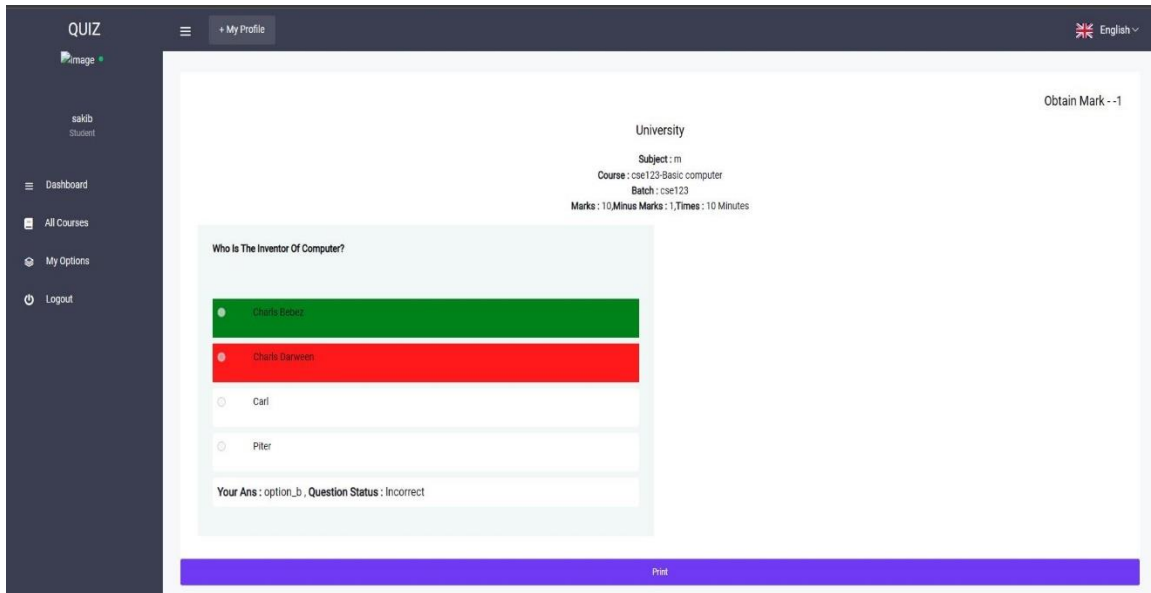 QUIZ
+ My Profile
English
image
sakib
Student
Dashboard
All Courses
My Options
Logout
Obtain Mark - -1
University
Subject : m
Course : cse123-Basic computer
Batch : cse123
Marks : 10,Minus Marks : 1,Times : 10 Minutes
Who Is The Inventor Of Computer?
Charls Bebez
Charls Darween
Carl
Piter
Your Ans : option_b , Question Status : Incorrect
Print